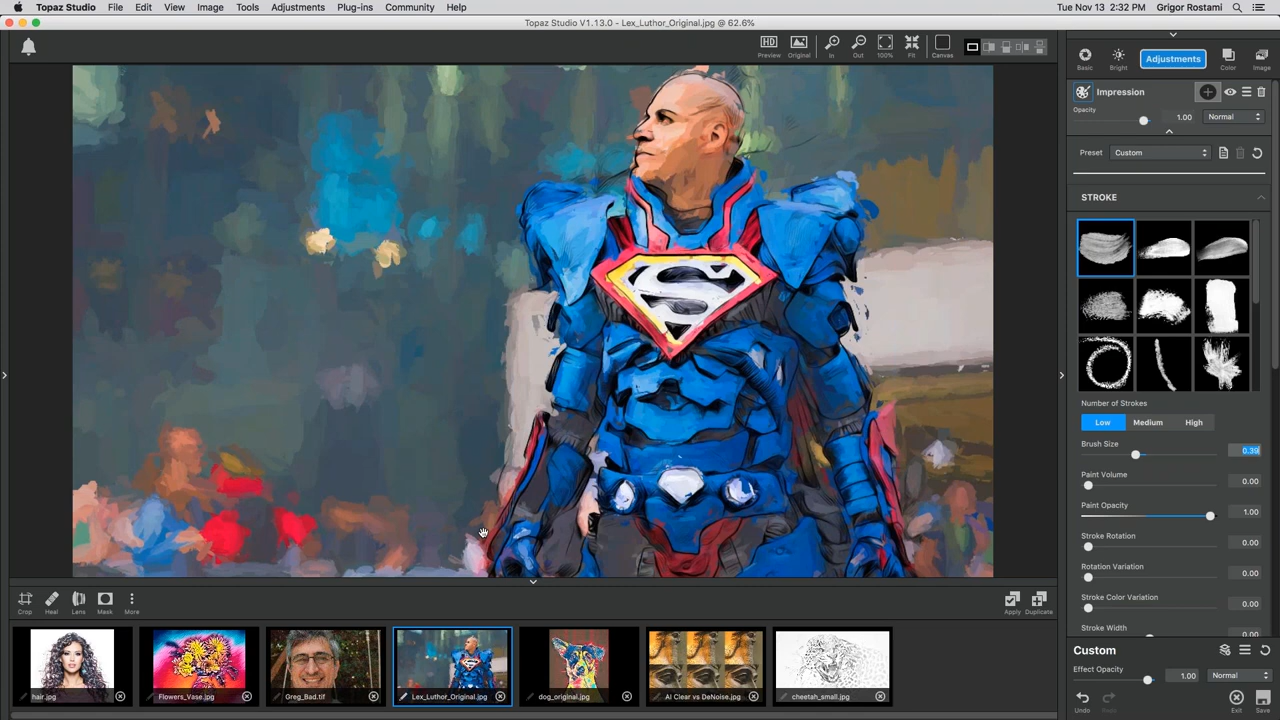 Topaz Studio File Edit View Image Tools Adjustments Plug-ins Community Help Tue Nov 13 2:32 PM Grigor Rostami
Topaz Studio V1.13.0 - Lex_Luthor_Original.jpg @ 62.6%
Preview Original In Out 100% Fit Canvas
Basic Bright Adjustments Color Image
Impression
Opacity 1.00 Normal
Preset Custom
STROKE
S
Number of Strokes
Low Medium High
Brush Size 0.39
Paint Volume 0.00
Paint Opacity 1.00
Stroke Rotation 0.00
Rotation Variation 0.00
Stroke Color Variation 0.00
Stroke Width 0.00
Crop Heal Lens Mask More Apply Duplicate
hair.jpg Flowers_Vase.jpg Greg_Bad.tif Lex_Luthor_Original.jpg dog_original.jpg AI Clear vs DeNoise.jpg cheetah_small.jpg
Custom
Effect Opacity 1.00 Normal
Undo Redo Exit Save